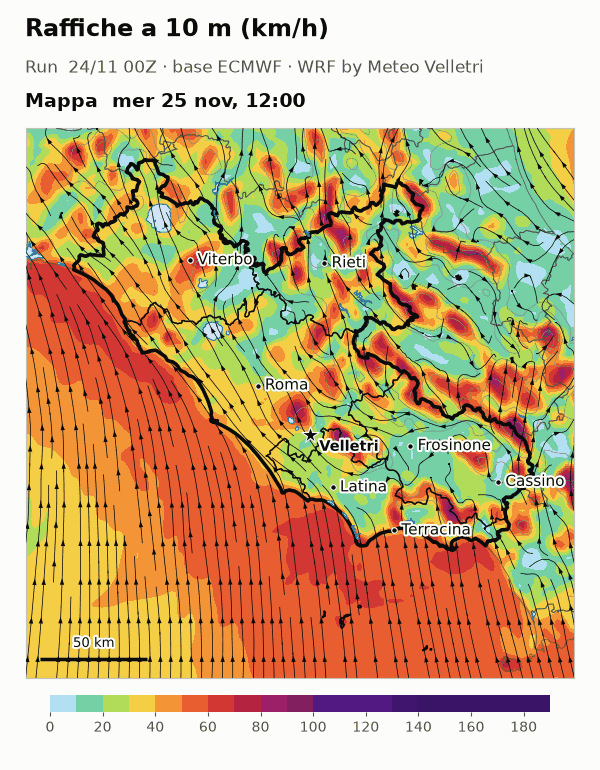 Raffiche a 10 m (km/h)
Run  24/11 00Z · base ECMWF · WRF by Meteo Velletri
Mappa  mer 25 nov, 12:00
Viterbo
Rieti
Roma
Velletri
Frosinone
Latina
Cassino
Terracina
50 km
0 20 40 60 80 100 120 140 160 180